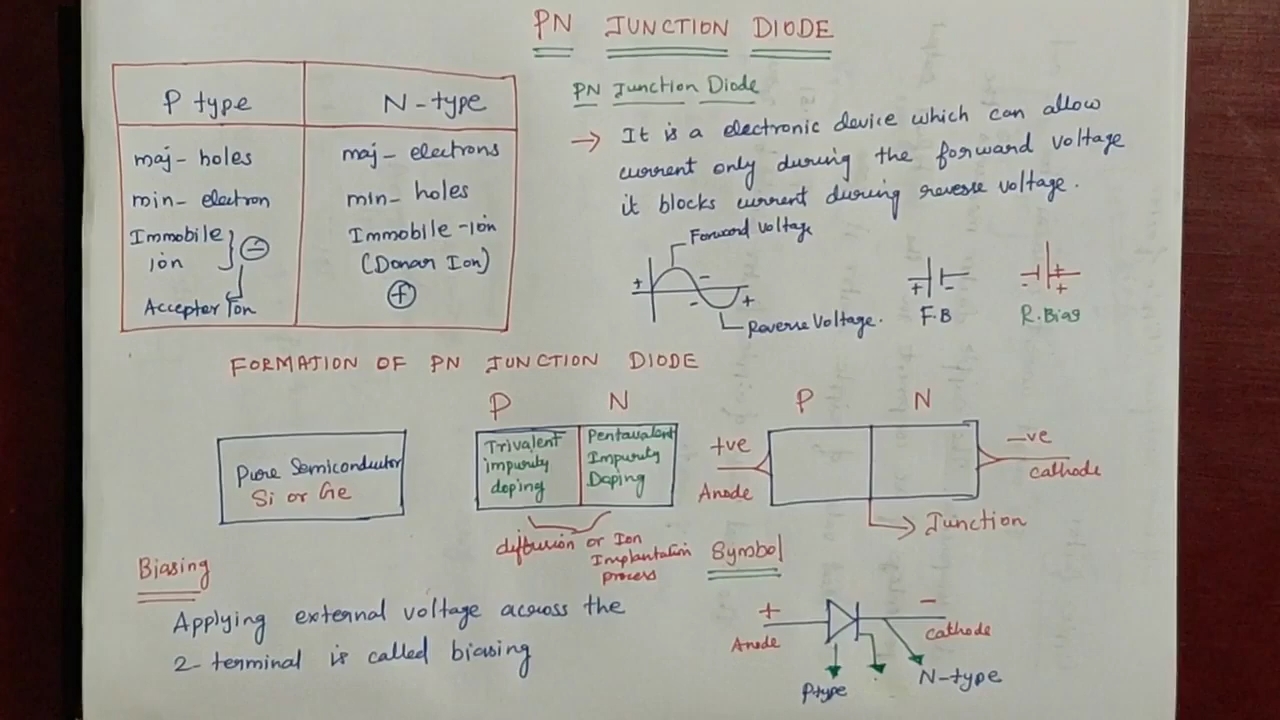 PN JUNCTION DIODE
P type
N-type
maj- holes
maj- electrons
min- electron
min- holes
Immobile
ion
-
Acceptor Ion
Immobile -ion
(Donar Ion)
+
PN Junction Diode
→ It is a electronic device which can allow
current only during the forward voltage
it blocks current during reverse voltage.
Forward Voltage
+ -
- +
Reverse Voltage.
+ -
F.B
- +
+
R.Bias
FORMATION OF PN JUNCTION DIODE
Pure Semiconductor
Si or Ge
P N
Trivalent
impurity
doping
Pentavalent
Impurity
Doping
diffusion or Ion
Implantation
process
P N
+ve
Anode
-ve
cathode
Junction
Biasing
Applying external voltage across the
2-terminal is called biasing
Symbol
+ -
Anode
cathode
Ptype
N-type